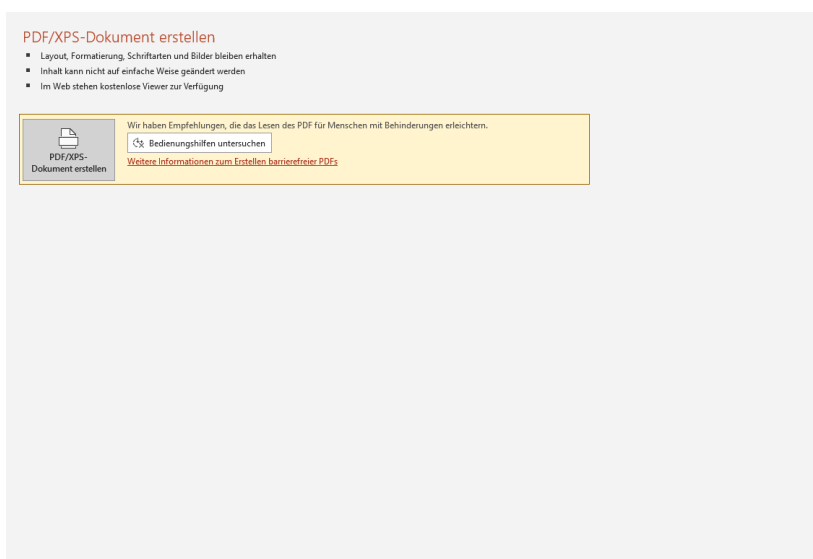 PDF/XPS-Dokument erstellen
Layout, Formatierung, Schriftarten und Bilder bleiben erhalten
Inhalt kann nicht auf einfache Weise geändert werden
Im Web stehen kostenlose Viewer zur Verfügung
PDF/XPS-
Dokument erstellen
Wir haben Empfehlungen, die das Lesen des PDF für Menschen mit Behinderungen erleichtern.
Bedienungshilfen untersuchen
Weitere Informationen zum Erstellen barrierefreier PDFs